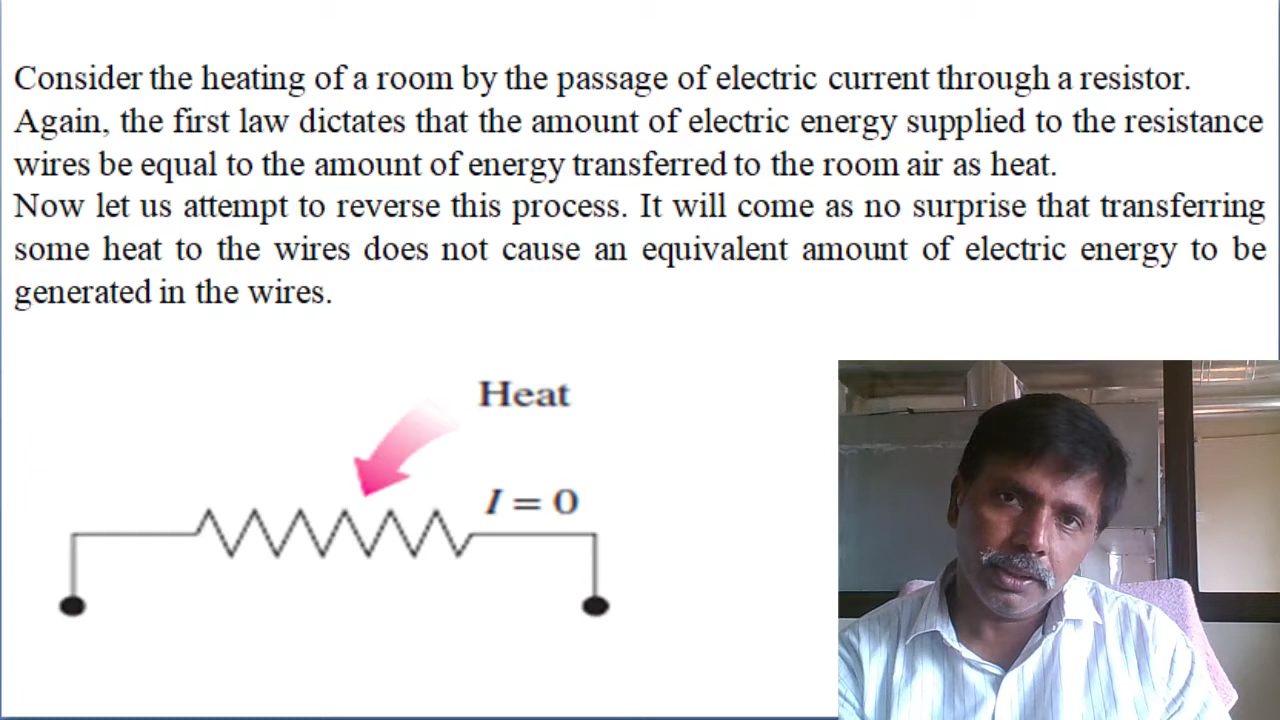 Consider the heating of a room by the passage of electric current through a resistor.
Again, the first law dictates that the amount of electric energy supplied to the resistance
wires be equal to the amount of energy transferred to the room air as heat.
Now let us attempt to reverse this process. It will come as no surprise that transferring
some heat to the wires does not cause an equivalent amount of electric energy to be
generated in the wires.
Heat
I = 0